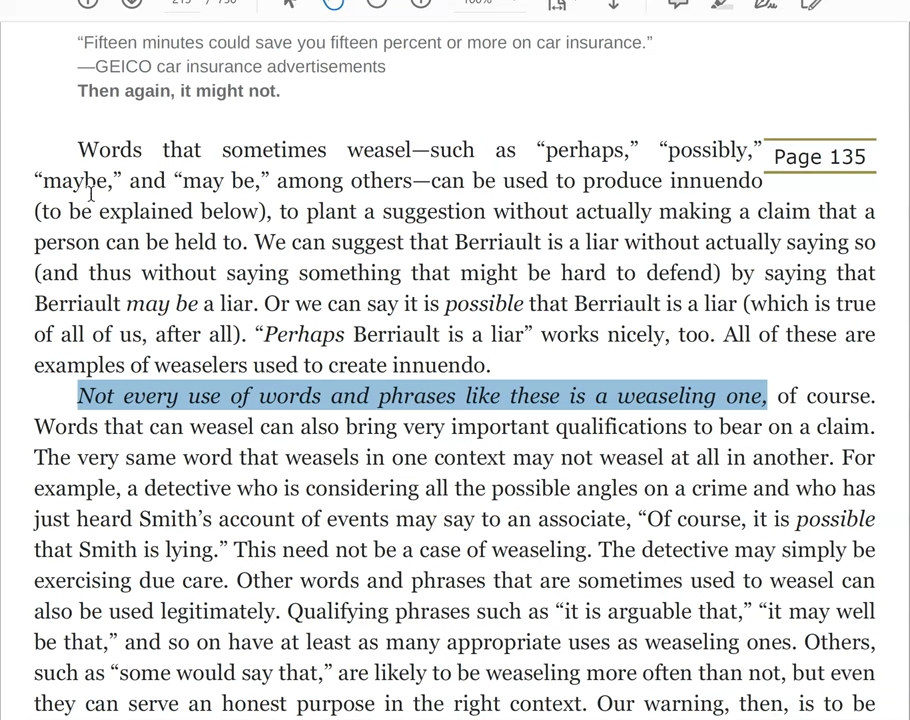 “Fifteen minutes could save you fifteen percent or more on car insurance.”
—GEICO car insurance advertisements
Then again, it might not.
Words that sometimes weasel—such as “perhaps,” “possibly,”
Page 135
“maybe,” and “may be,” among others—can be used to produce innuendo
(to be explained below), to plant a suggestion without actually making a claim that a
person can be held to. We can suggest that Berriault is a liar without actually saying so
(and thus without saying something that might be hard to defend) by saying that
Berriault may be a liar. Or we can say it is possible that Berriault is a liar (which is true
of all of us, after all). “Perhaps Berriault is a liar” works nicely, too. All of these are
examples of weaselers used to create innuendo.
Not every use of words and phrases like these is a weaseling one, of course.
Words that can weasel can also bring very important qualifications to bear on a claim.
The very same word that weasels in one context may not weasel at all in another. For
example, a detective who is considering all the possible angles on a crime and who has
just heard Smith’s account of events may say to an associate, “Of course, it is possible
that Smith is lying.” This need not be a case of weaseling. The detective may simply be
exercising due care. Other words and phrases that are sometimes used to weasel can
also be used legitimately. Qualifying phrases such as “it is arguable that,” “it may well
be that,” and so on have at least as many appropriate uses as weaseling ones. Others,
such as “some would say that,” are likely to be weaseling more often than not, but even
they can serve an honest purpose in the right context. Our warning, then, is to be